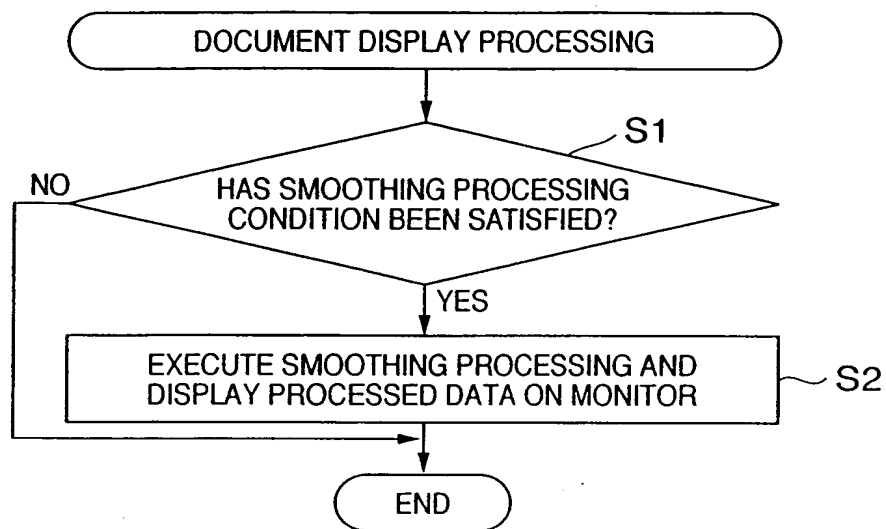 DOCUMENT DISPLAY PROCESSING
S1
NO
HAS SMOOTHING PROCESSING
CONDITION BEEN SATISFIED?
YES
EXECUTE SMOOTHING PROCESSING AND
DISPLAY PROCESSED DATA ON MONITOR
S2
END